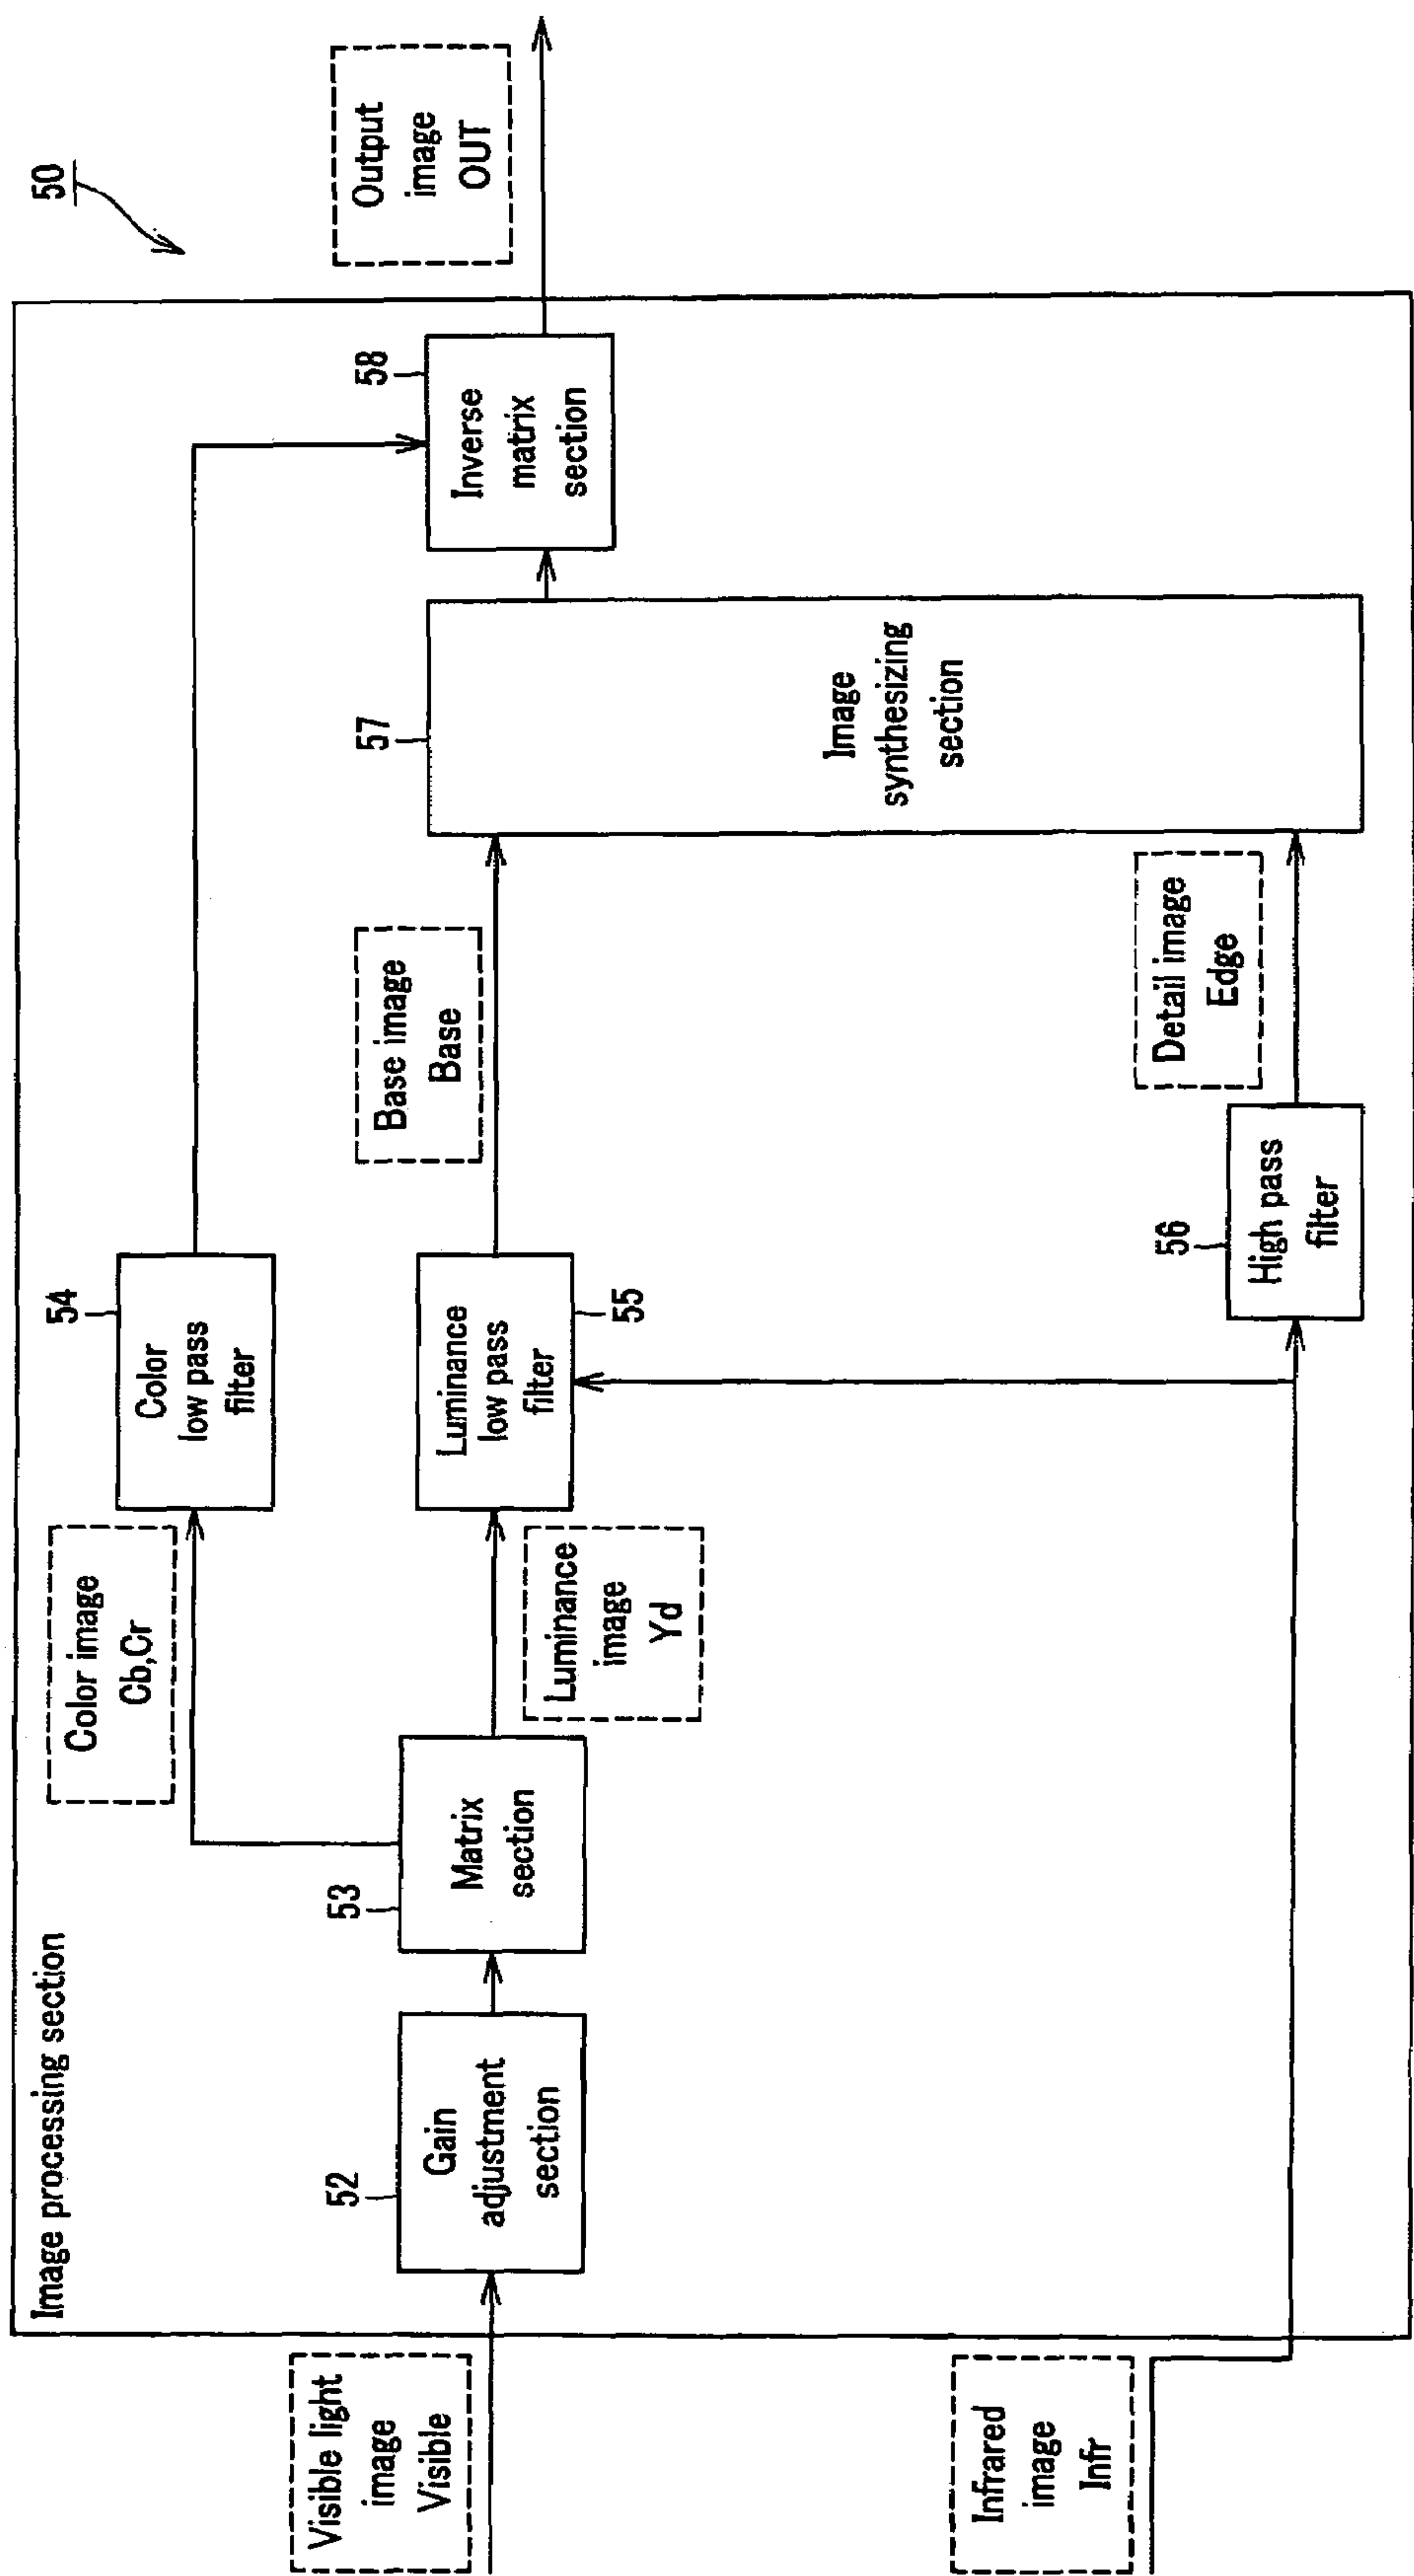 50
Image processing section
Visible light
image
Visible
52
Gain
adjustment
section
53
Matrix
section
Color image
Cb,Cr
54
Color
low pass
filter
Luminance
image
Yd
Luminance
low pass
filter
55
Base image
Base
57
Image
synthesizing
section
58
Inverse
matrix
section
Output
image
OUT
Infrared
image
Infr
56
High pass
filter
Detail image
Edge